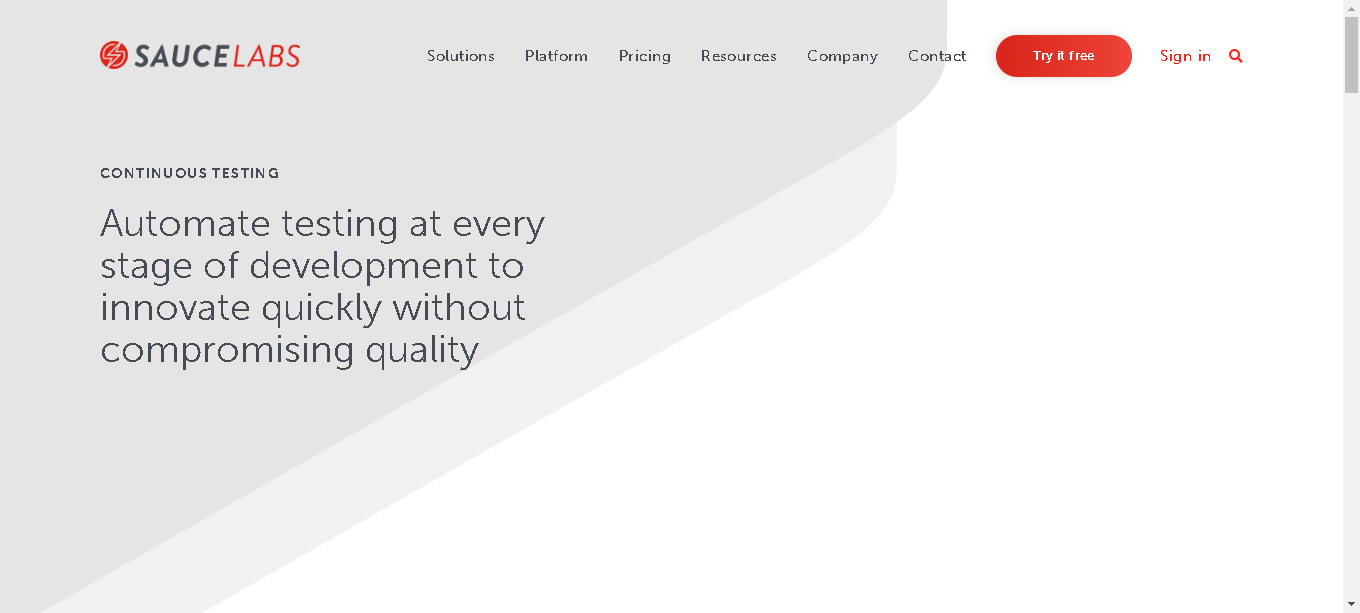 SAUCELABS
Solutions
Platform
Pricing
Resources
Company
Contact
Try it free
Sign in
CONTINUOUS TESTING
Automate testing at every
stage of development to
innovate quickly without
compromising quality